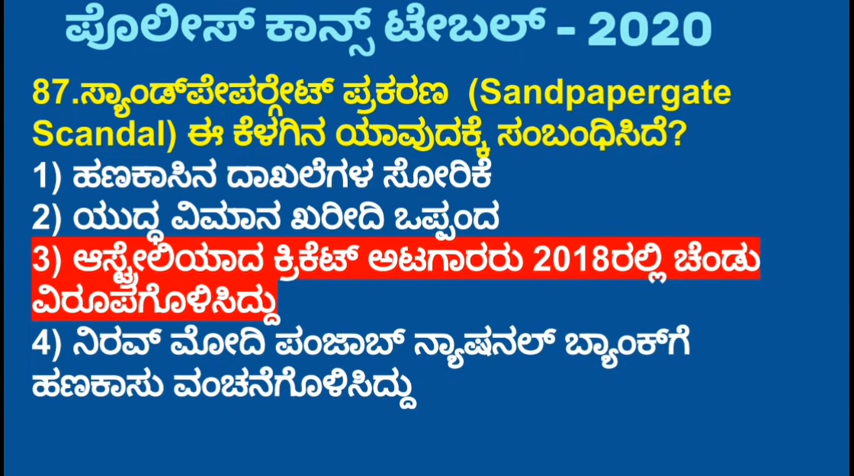 ಪೊಲೀಸ್ ಕಾನ್ಸ್ ಟೇಬಲ್ - 2020
87.ಸ್ಯಾಂಡ್‌ಪೇಪರ್‍ಗೇಟ್ ಪ್ರಕರಣ (Sandpapergate
Scandal) ಈ ಕೆಳಗಿನ ಯಾವುದಕ್ಕೆ ಸಂಬಂಧಿಸಿದೆ?
1) ಹಣಕಾಸಿನ ದಾಖಲೆಗಳ ಸೋರಿಕೆ
2) ಯುದ್ಧ ವಿಮಾನ ಖರೀದಿ ಒಪ್ಪಂದ
3) ಆಸ್ಟ್ರೇಲಿಯಾದ ಕ್ರಿಕೆಟ್ ಅಟಗಾರರು 2018ರಲ್ಲಿ ಚೆಂಡು
ವಿರೂಪಗೊಳಿಸಿದ್ದು
4) ನಿರವ್ ಮೋದಿ ಪಂಜಾಬ್ ನ್ಯಾಷನಲ್ ಬ್ಯಾಂಕ್‌ಗೆ
ಹಣಕಾಸು ವಂಚನೆಗೊಳಿಸಿದ್ದು